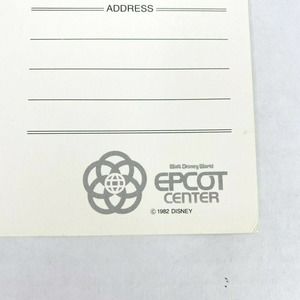 ADDRESS
Walt Disney World
EPCOT
CENTER
© 1982 DISNEY